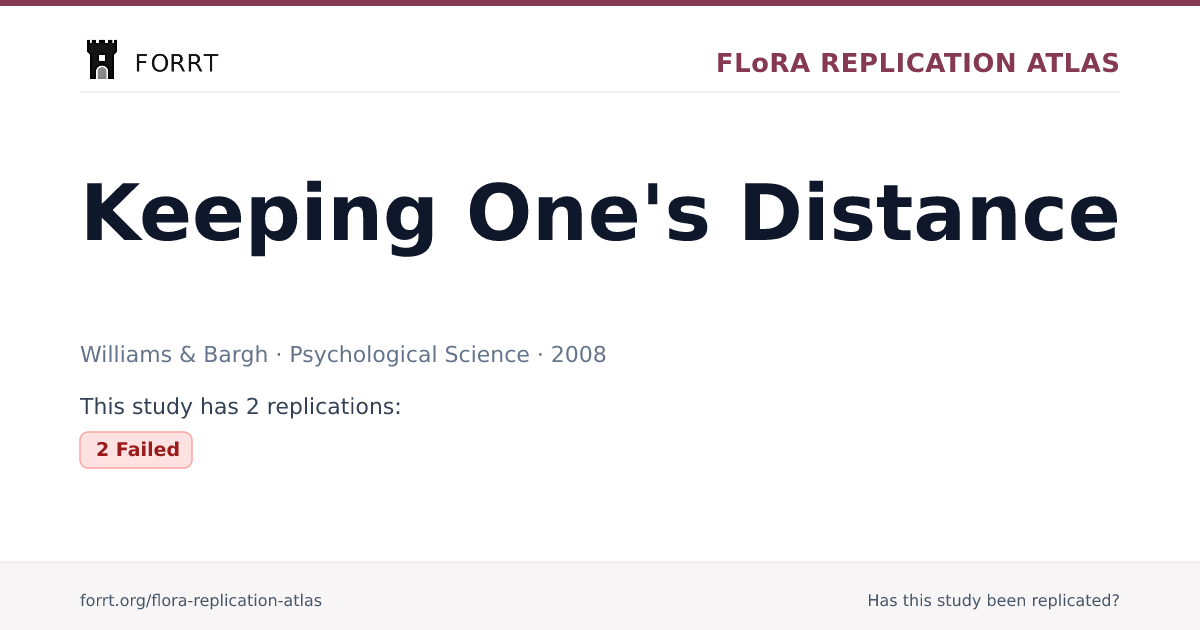 FORRT
FLoRA REPLICATION ATLAS
Keeping One's Distance
Williams & Bargh · Psychological Science · 2008
This study has 2 replications:
2 Failed
forrt.org/flora-replication-atlas
Has this study been replicated?